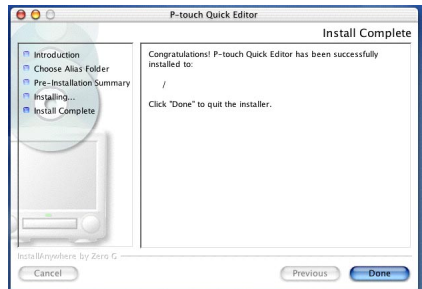 P-touch Quick Editor
Install Complete
Introduction
Choose Alias Folder
Pre-Installation Summary
Installing...
Install Complete
Congratulations! P-touch Quick Editor has been successfully
installed to:
/
Click "Done" to quit the installer.
InstallAnywhere by Zero G
Cancel
Previous
Done